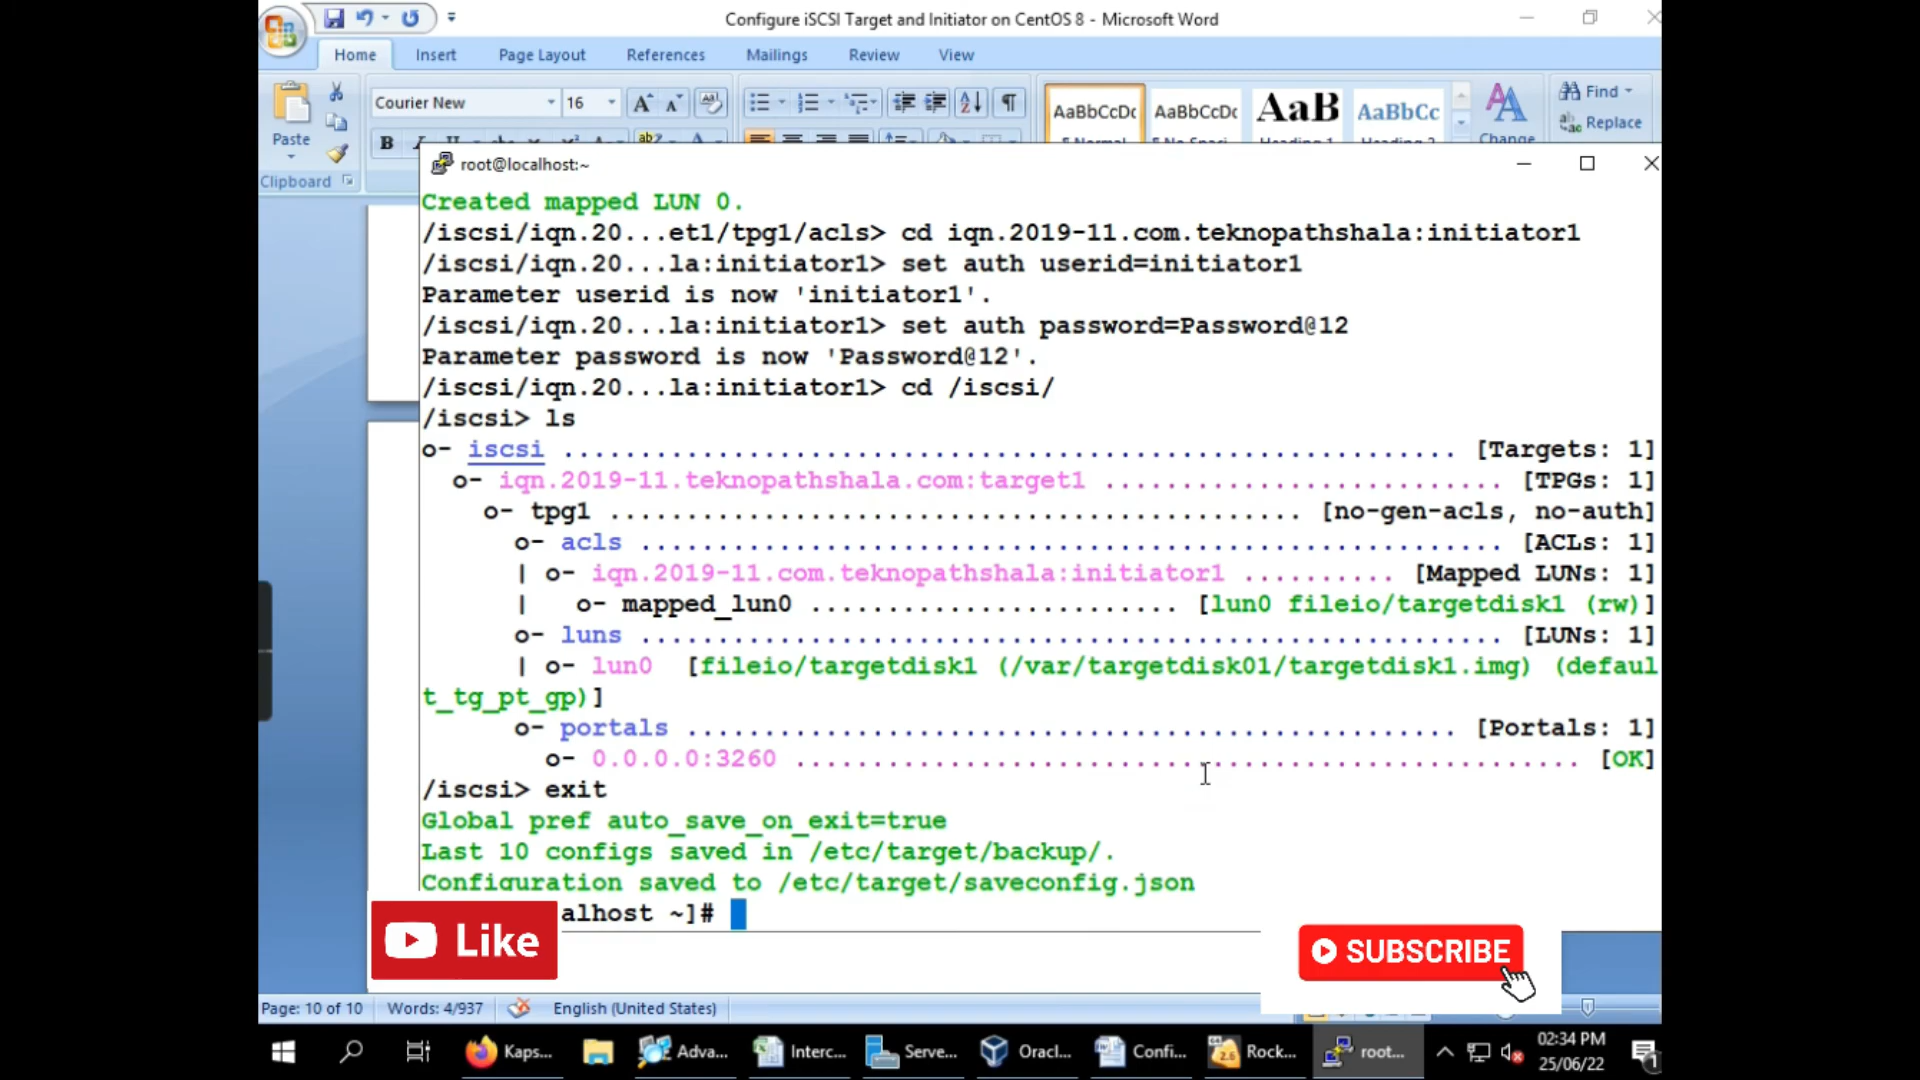 Configure iSCSI Target and Initiator on CentOS 8 - Microsoft Word
Home Insert Page Layout References Mailings Review View
Courier New 16
AaBbCcDc AaBbCcDc AaB AaBbCc
Find
Paste
Replace
Change
Clipboard
root@localhost:~
Created mapped LUN 0.
/iscsi/iqn.20...et1/tpg1/acls> cd iqn.2019-11.com.teknopathshala:initiator1
/iscsi/iqn.20...la:initiator1> set auth userid=initiator1
Parameter userid is now 'initiator1'.
/iscsi/iqn.20...la:initiator1> set auth password=Password@12
Parameter password is now 'Password@12'.
/iscsi/iqn.20...la:initiator1> cd /iscsi/
/iscsi> ls
o- iscsi ......................................................... [Targets: 1]
o- iqn.2019-11.teknopathshala.com:target1 .......................... [TPGs: 1]
o- tpg1 ............................................. [no-gen-acls, no-auth]
o- acls ........................................................ [ACLs: 1]
| o- iqn.2019-11.com.teknopathshala:initiator1 .......... [Mapped LUNs: 1]
| o- mapped_lun0 ........................ [lun0 fileio/targetdisk1 (rw)]
o- luns ........................................................ [LUNs: 1]
| o- lun0 [fileio/targetdisk1 (/var/targetdisk01/targetdisk1.img) (defaul
t_tg_pt_gp)]
o- portals .................................................. [Portals: 1]
o- 0.0.0.0:3260 ................................................... [OK]
/iscsi> exit
Global pref auto_save_on_exit=true
Last 10 configs saved in /etc/target/backup/.
Configuration saved to /etc/target/saveconfig.json
alhost ~]#
Like
SUBSCRIBE
Page: 10 of 10 Words: 4/937 English (United States)
Kaps... Adva... Interc... Serve... Oracl... Confi... Rock... root...
02:34 PM
25/06/22
1